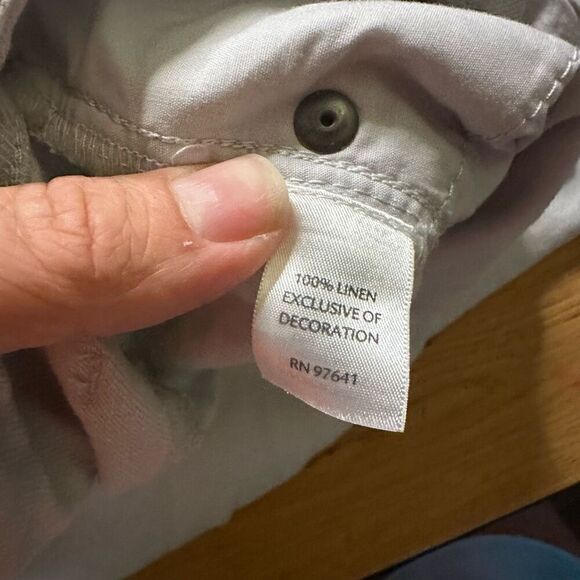 100% LINEN
EXCLUSIVE OF
DECORATION
RN 97641